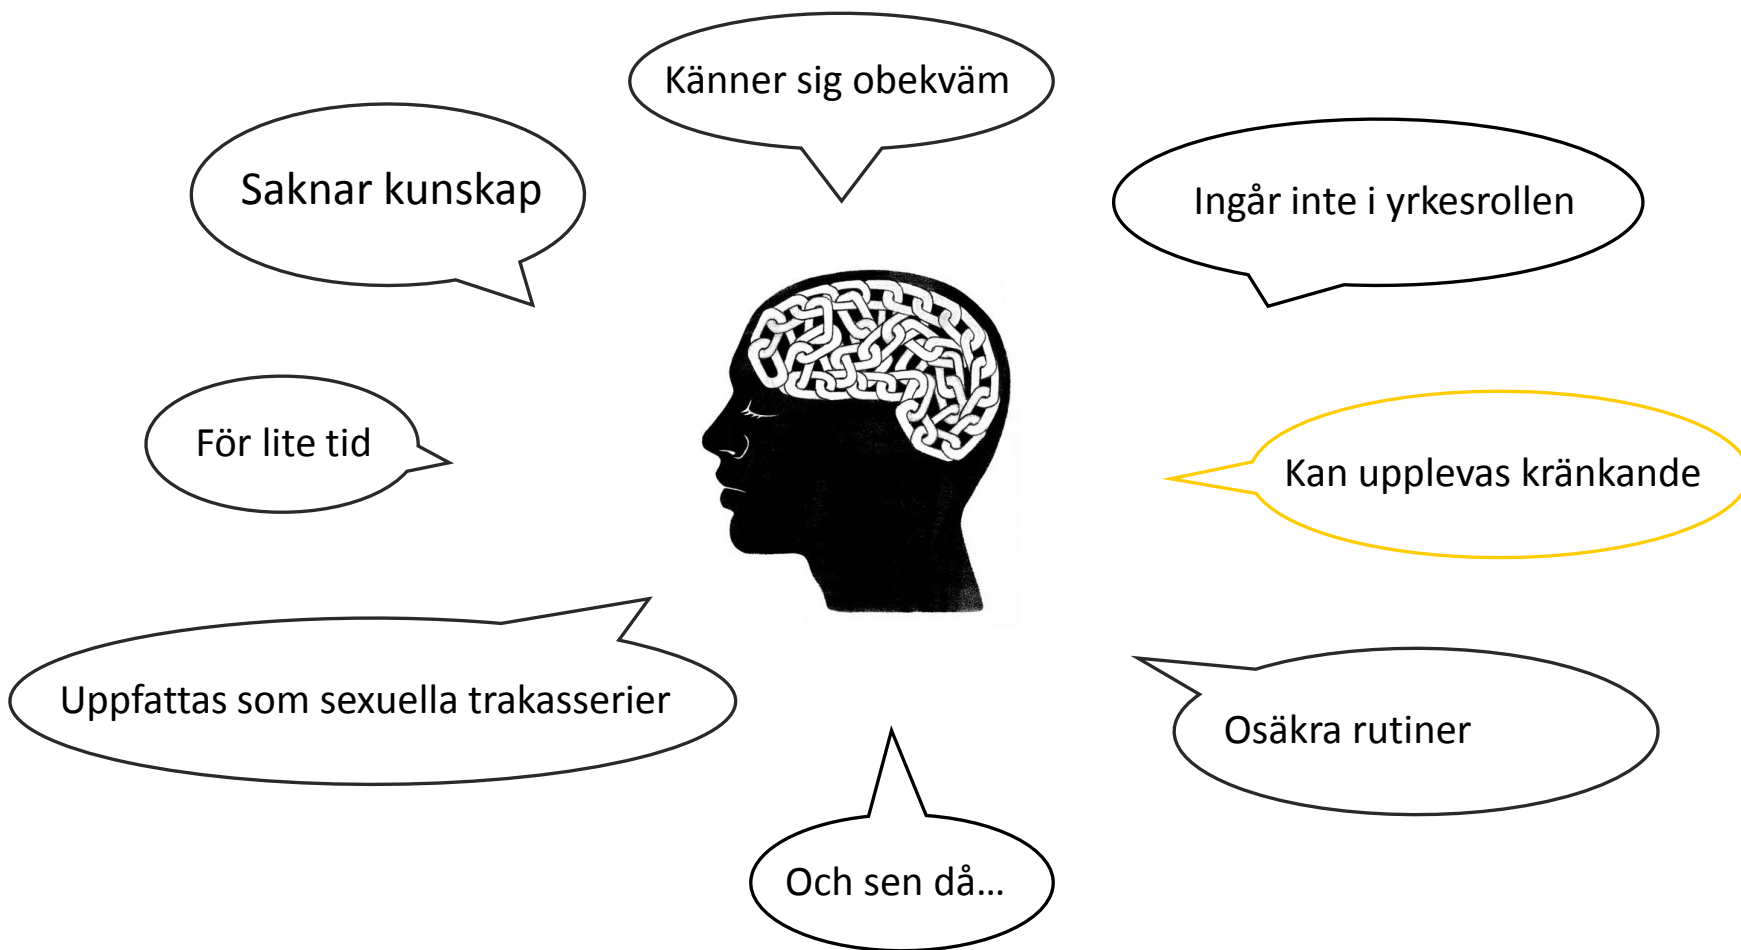 Känner sig obekväm
Saknar kunskap
Ingår inte i yrkesrollen
För lite tid
Kan upplevas kränkande
Uppfattas som sexuella trakasserier
Osäkra rutiner
Och sen då...